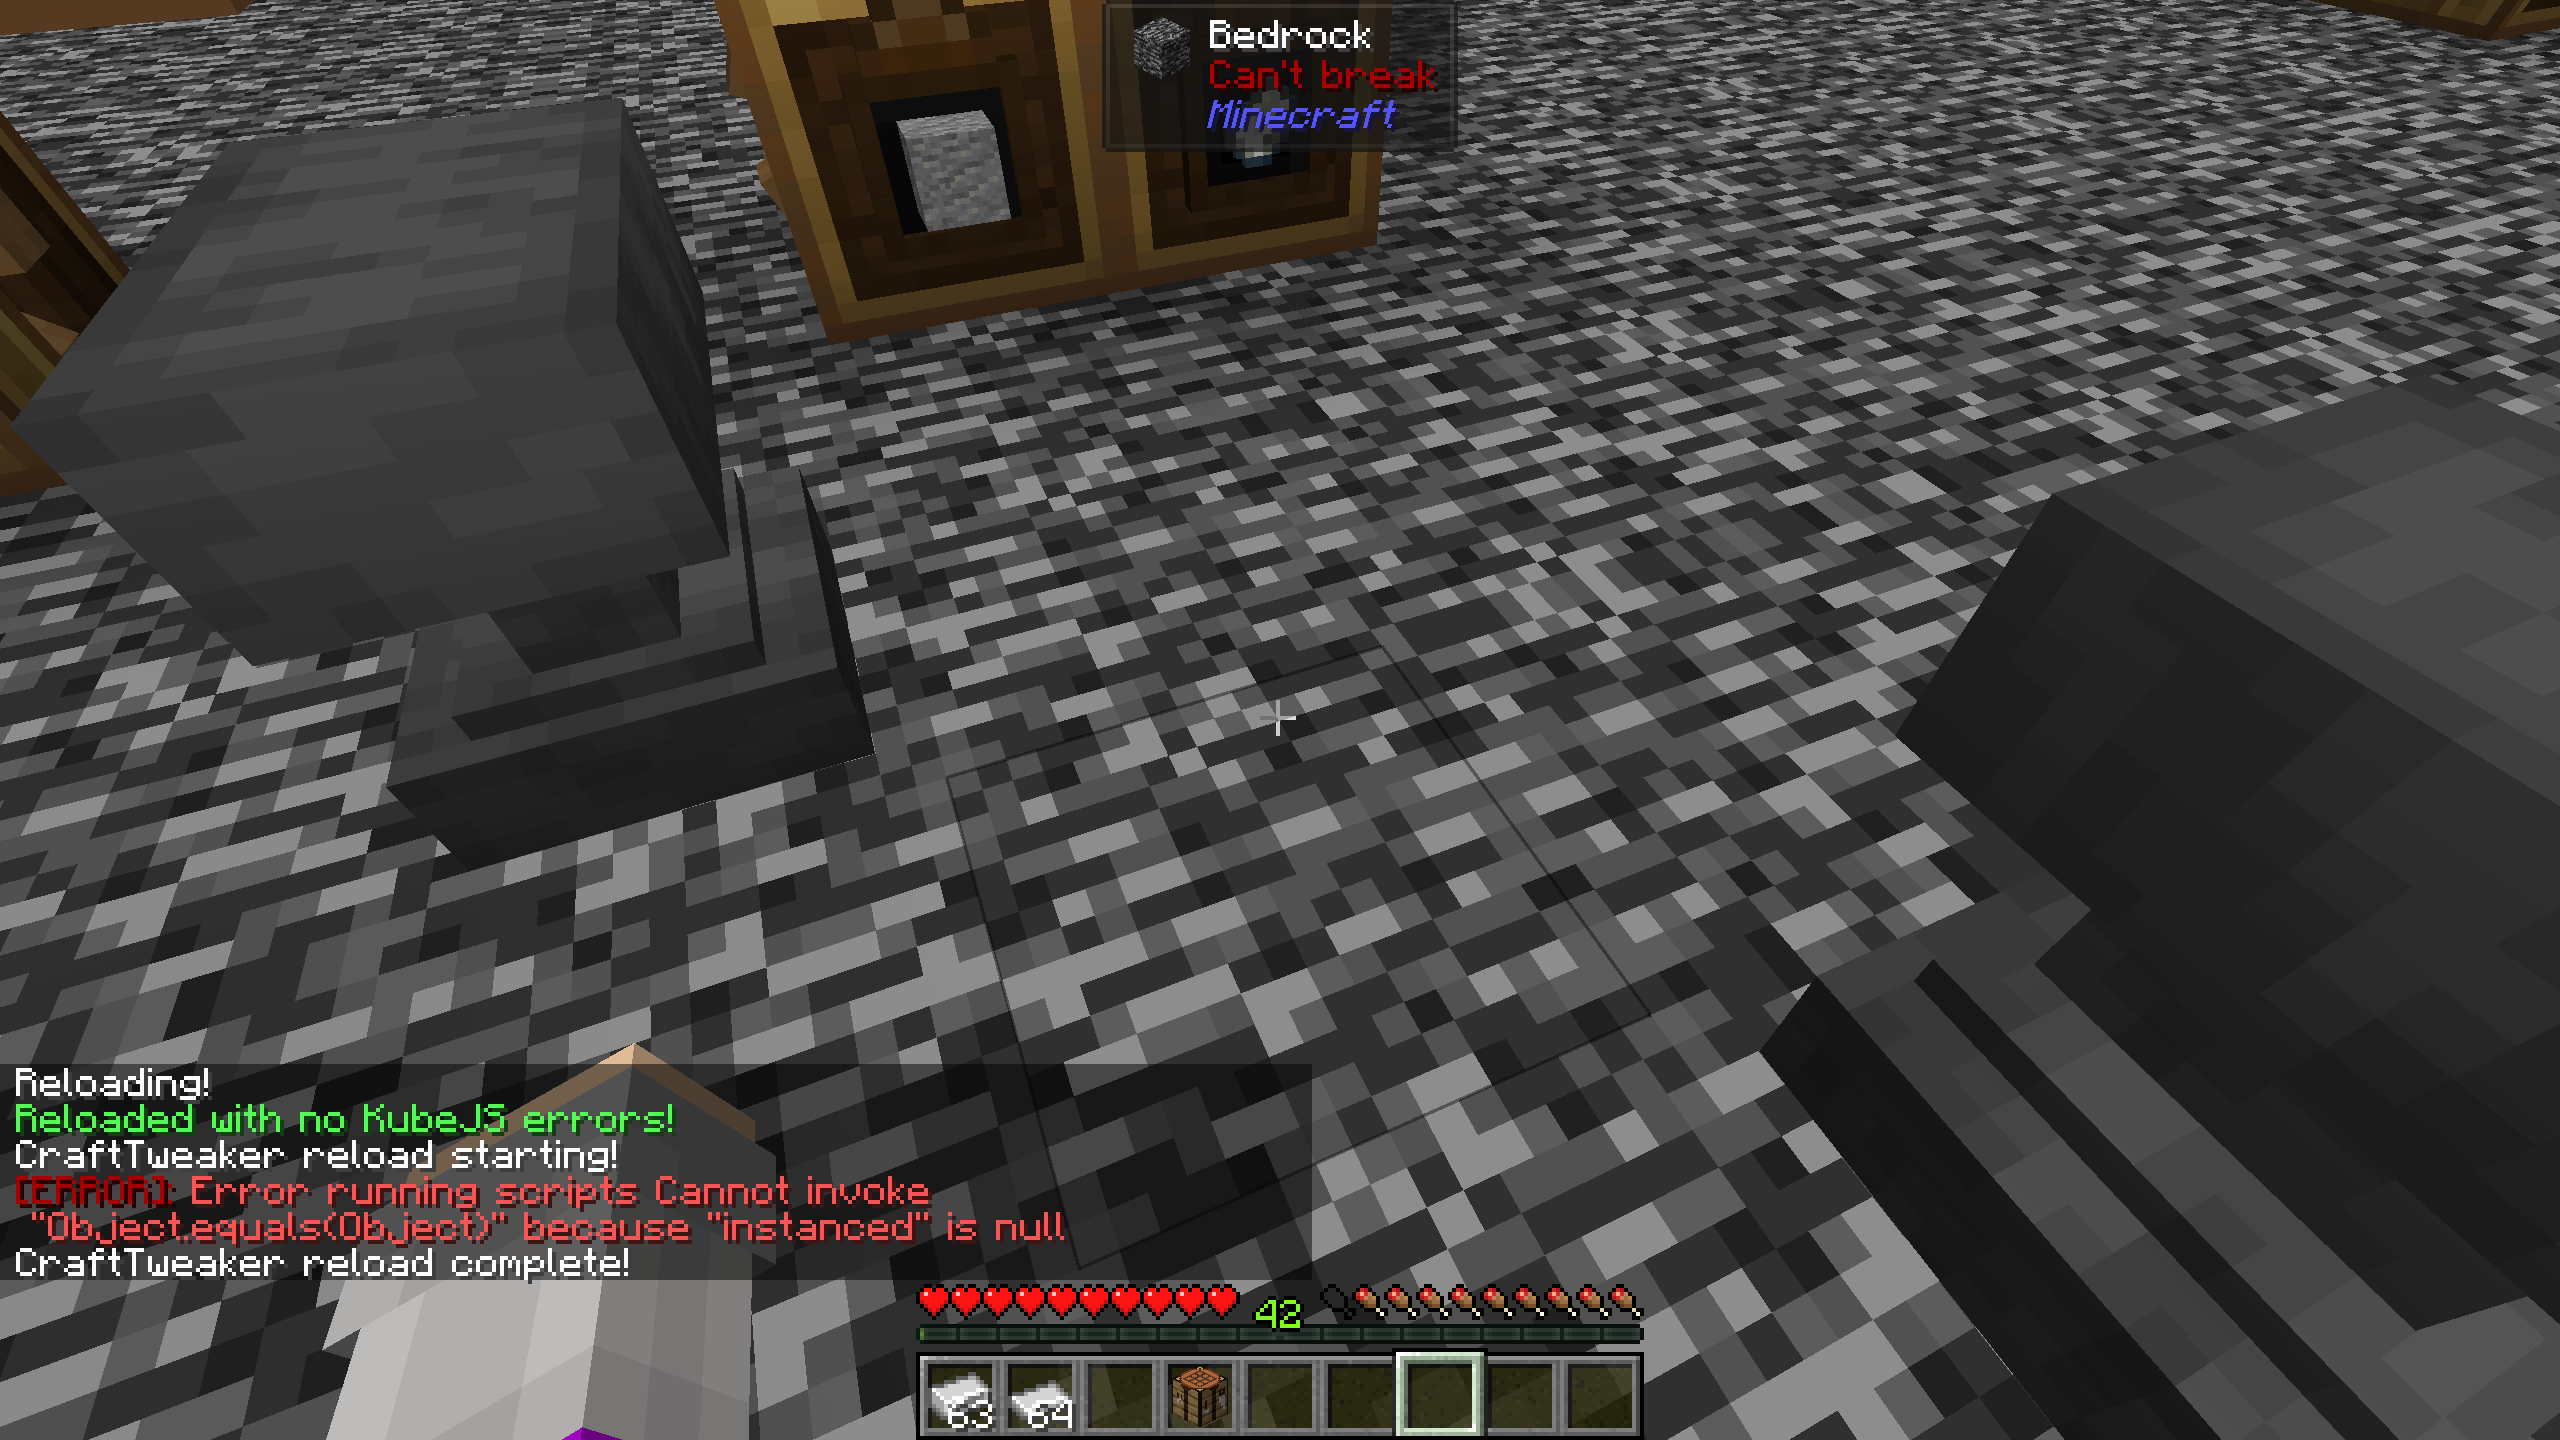 Bedrock
Can't break
Minecraft
Reloading!
Reloaded with no KubeJS errors!
CraftTweaker reload starting!
[ERROR]: Error running scripts Cannot invoke
"Object.equals(Object)" because "instanced" is null
CraftTweaker reload complete!
42
63 64